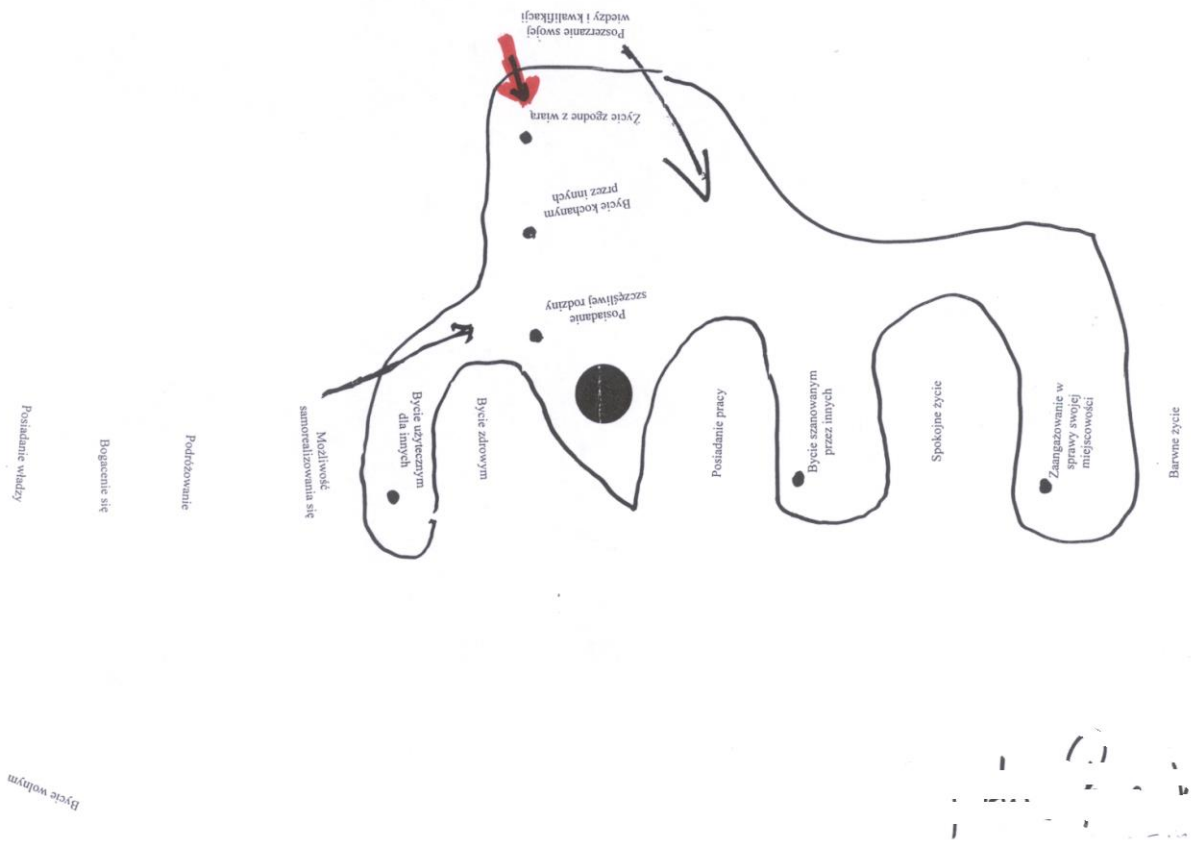 Poszerzanie swojej
wiedzy i kwalifikacji
Życie zgodne z wiarą
Bycie kochanym
przez innych
Posiadanie
szczęśliwej rodziny
Posiadanie władzy
Bogacenie się
Podróżowanie
Możliwość
samorealizowania się
Bycie użytecznym
dla innych
Bycie zdrowym
Posiadanie pracy
Bycie szanowanym
przez innych
Spokojne życie
Zaangażowanie w
sprawy swojej
miejscowości
Barwne życie
Bycie wolnym